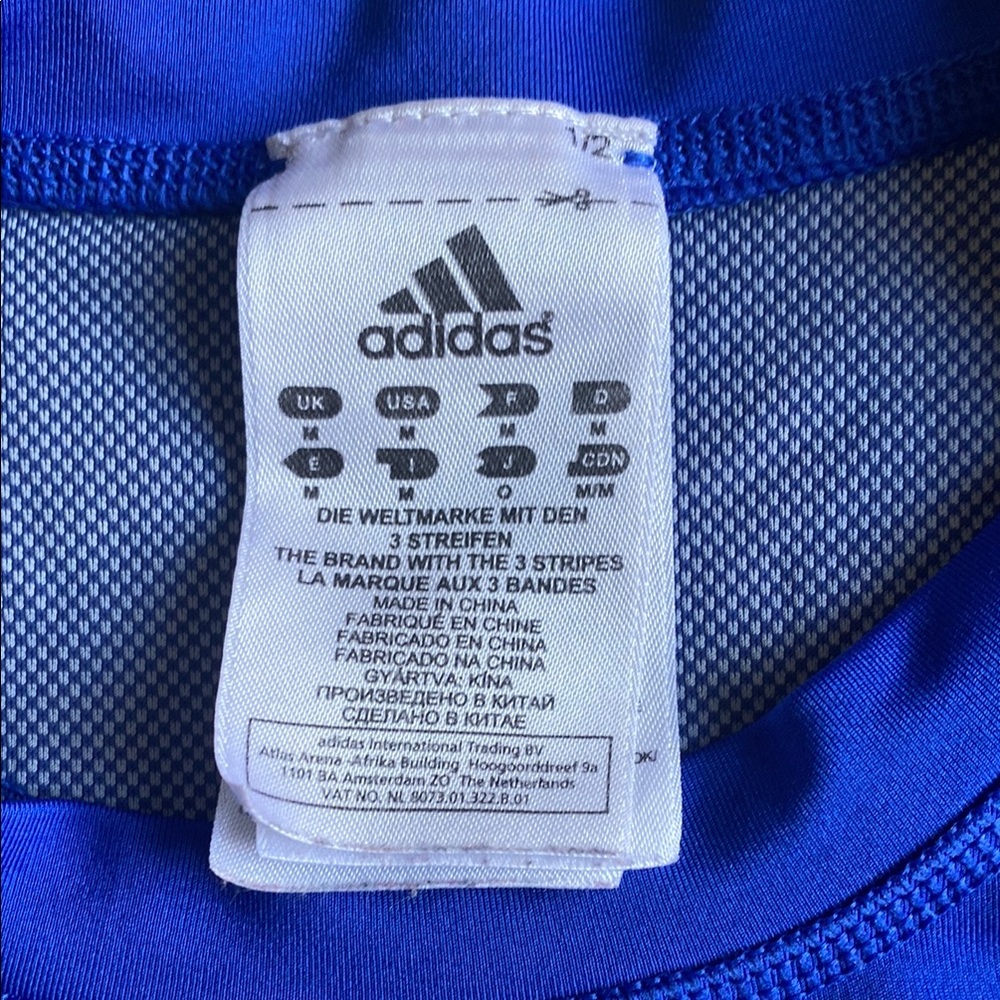 1/2
adidas®
UK USA F D
M M M M
E I J CDN
M M O M/M
DIE WELTMARKE MIT DEN
3 STREIFEN
THE BRAND WITH THE 3 STRIPES
LA MARQUE AUX 3 BANDES
MADE IN CHINA
FABRIQUÉ EN CHINE
FABRICADO EN CHINA
FABRICADO NA CHINA
GYÁRTVA: KÍNA
ПРОИЗВЕДЕНО В КИТАЙ
СДЕЛАНО В КИТАЕ
adidas International Trading BV
Atlas Arena -Afrika Building Hoogoorddreef 9a
1101 BA Amsterdam ZO The Netherlands
VAT NO. NL 8073.01.322.B.01